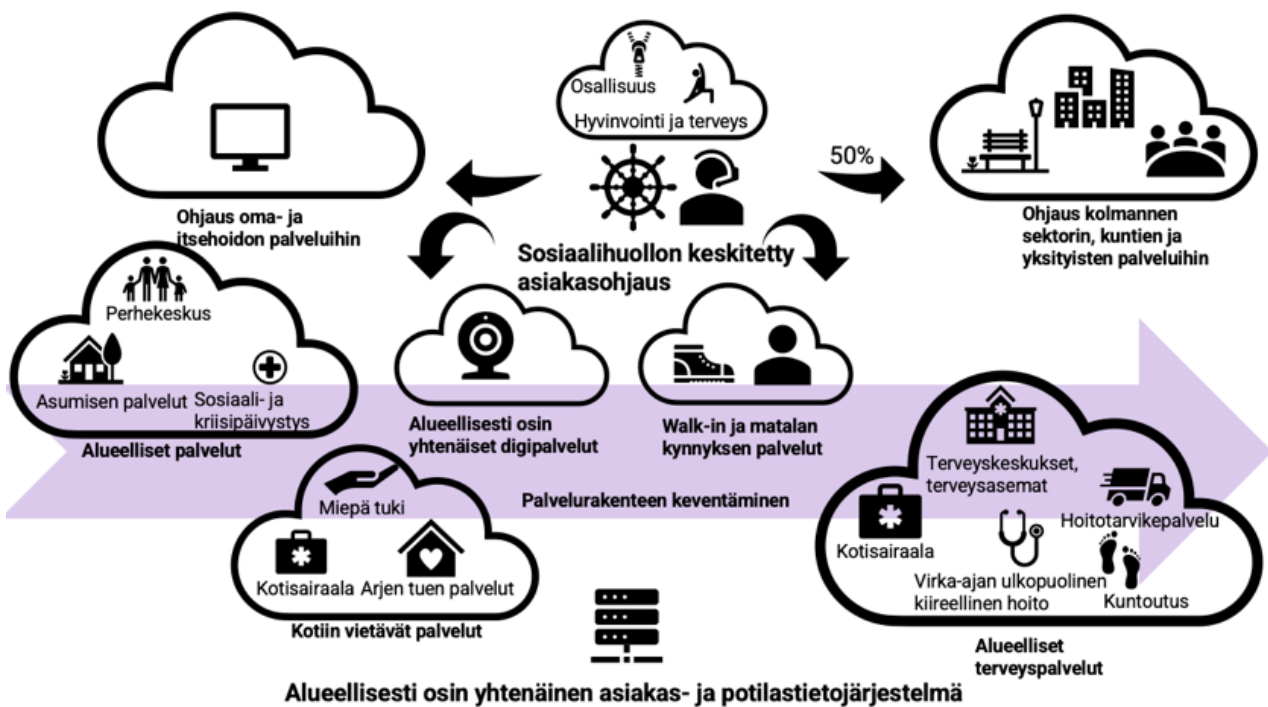 Osallisuus
Hyvinvointi ja terveys
50%
Ohjaus oma- ja
itsehoidon palveluihin
Sosiaalihuollon keskitetty
asiakasohjaus
Ohjaus kolmannen
sektorin, kuntien ja
yksityisten palveluihin
Perhekeskus
Asumisen palvelut
Sosiaali- ja
kriisipäivystys
Alueelliset palvelut
Alueellisesti osin
yhtenäiset digipalvelut
Walk-in ja matalan
kynnyksen palvelut
Palvelurakenteen keventäminen
Miepä tuki
Kotisairaala
Arjen tuen palvelut
Kotiin vietävät palvelut
Terveyskeskukset,
terveysasemat
Hoitotarvikepalvelu
Kotisairaala
Virka-ajan ulkopuolinen
kiireellinen hoito
Kuntoutus
Alueelliset
terveyspalvelut
Alueellisesti osin yhtenäinen asiakas- ja potilastietojärjestelmä